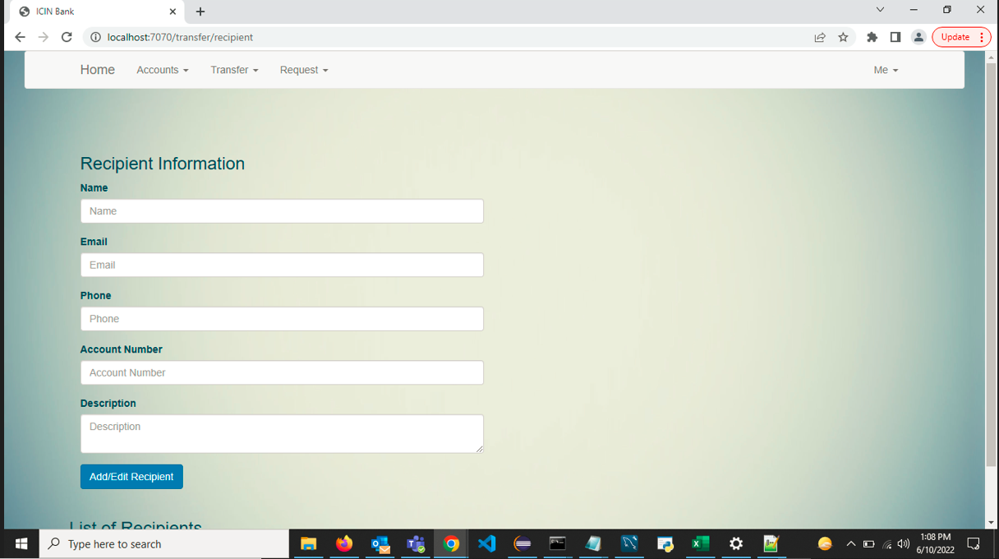 ICIN Bank
localhost:7070/transfer/recipient
Update
Home Accounts Transfer Request Me
Recipient Information
Name
Name
Email
Email
Phone
Phone
Account Number
Account Number
Description
Description
Add/Edit Recipient
List of Recipients
Type here to search
1:08 PM
6/10/2022